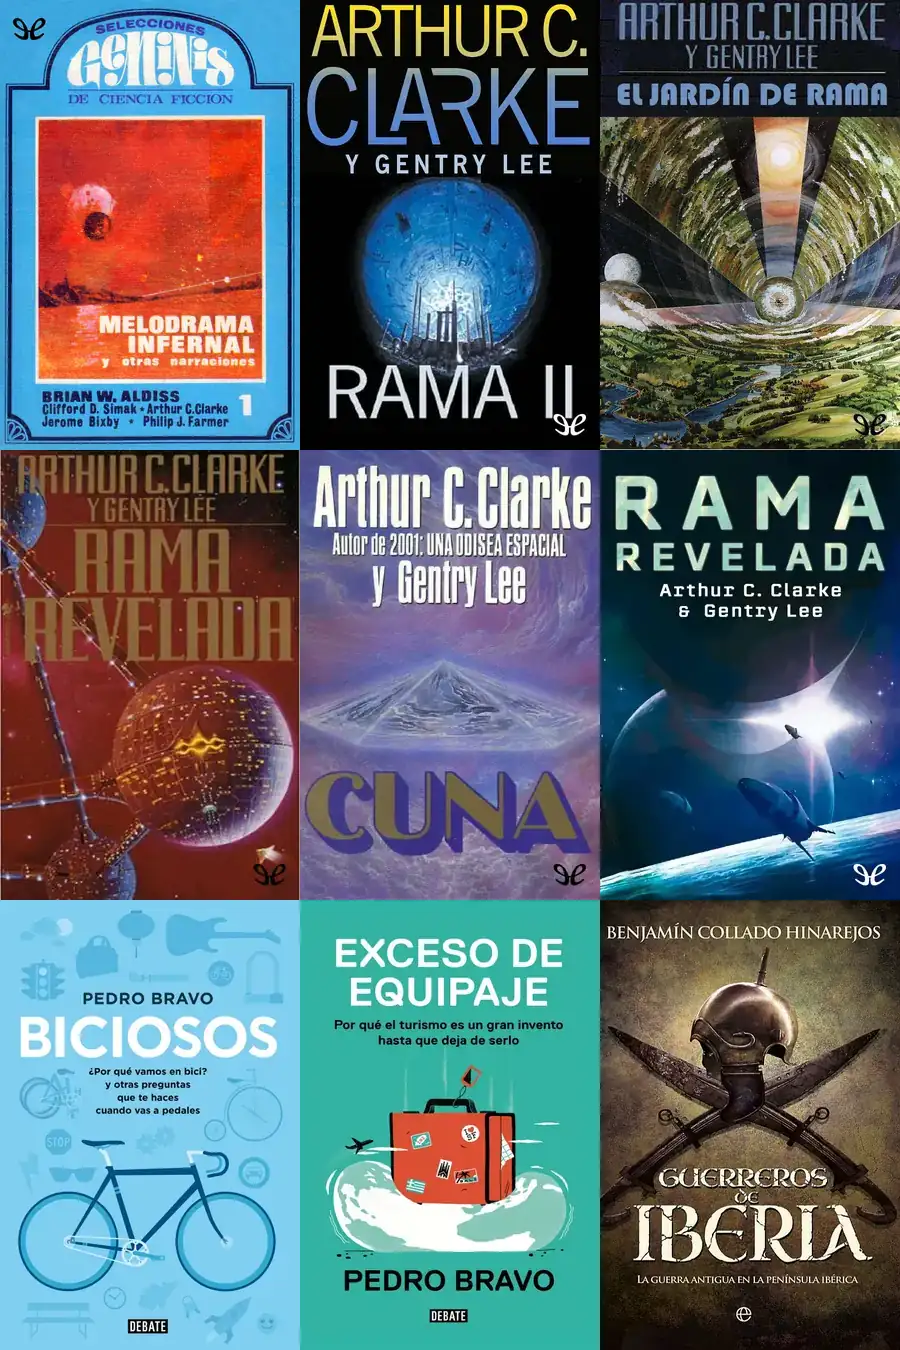 SELECCIONES
GéMiNiS
DE CIENCIA FICCIÓN
MELODRAMA
INFERNAL
y otras narraciones
BRIAN W. ALDISS
Clifford D. Simak • Arthur C. Clarke
Jerome Bixby • Philip J. Farmer
1
ARTHUR C.
CLARKE
Y GENTRY LEE
RAMA II
ARTHUR C. CLARKE
Y GENTRY LEE
EL JARDÍN DE RAMA
ARTHUR C. CLARKE
Y GENTRY LEE
RAMA
REVELADA
Arthur C. Clarke
Autor de 2001: UNA ODISEA ESPACIAL
y Gentry Lee
CUNA
RAMA
REVELADA
Arthur C. Clarke
& Gentry Lee
PEDRO BRAVO
BICIOSOS
¿Por qué vamos en bici?
y otras preguntas
que te haces
cuando vas a pedales
STOP
DEBATE
EXCESO DE
EQUIPAJE
Por qué el turismo es un gran invento
hasta que deja de serlo
PEDRO BRAVO
DEBATE
BENJAMÍN COLLADO HINAREJOS
GUERREROS
DE
IBERIA
LA GUERRA ANTIGUA EN LA PENÍNSULA IBÉRICA